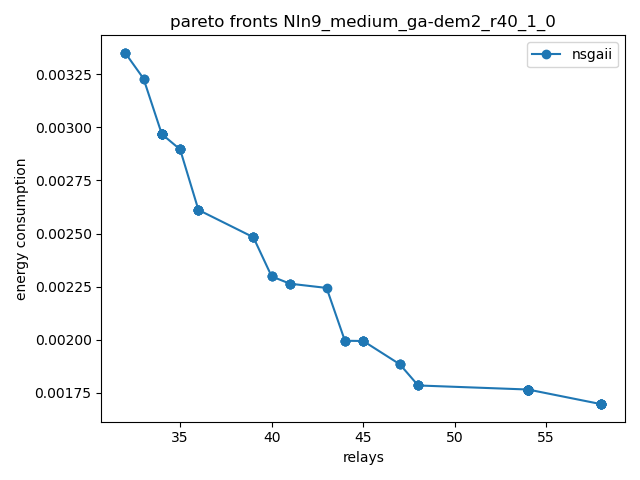 pareto fronts NIn9_medium_ga-dem2_r40_1_0
nsgaii
0.00325
0.00300
0.00275
0.00250
0.00225
0.00200
0.00175
energy consumption
35 40 45 50 55
relays